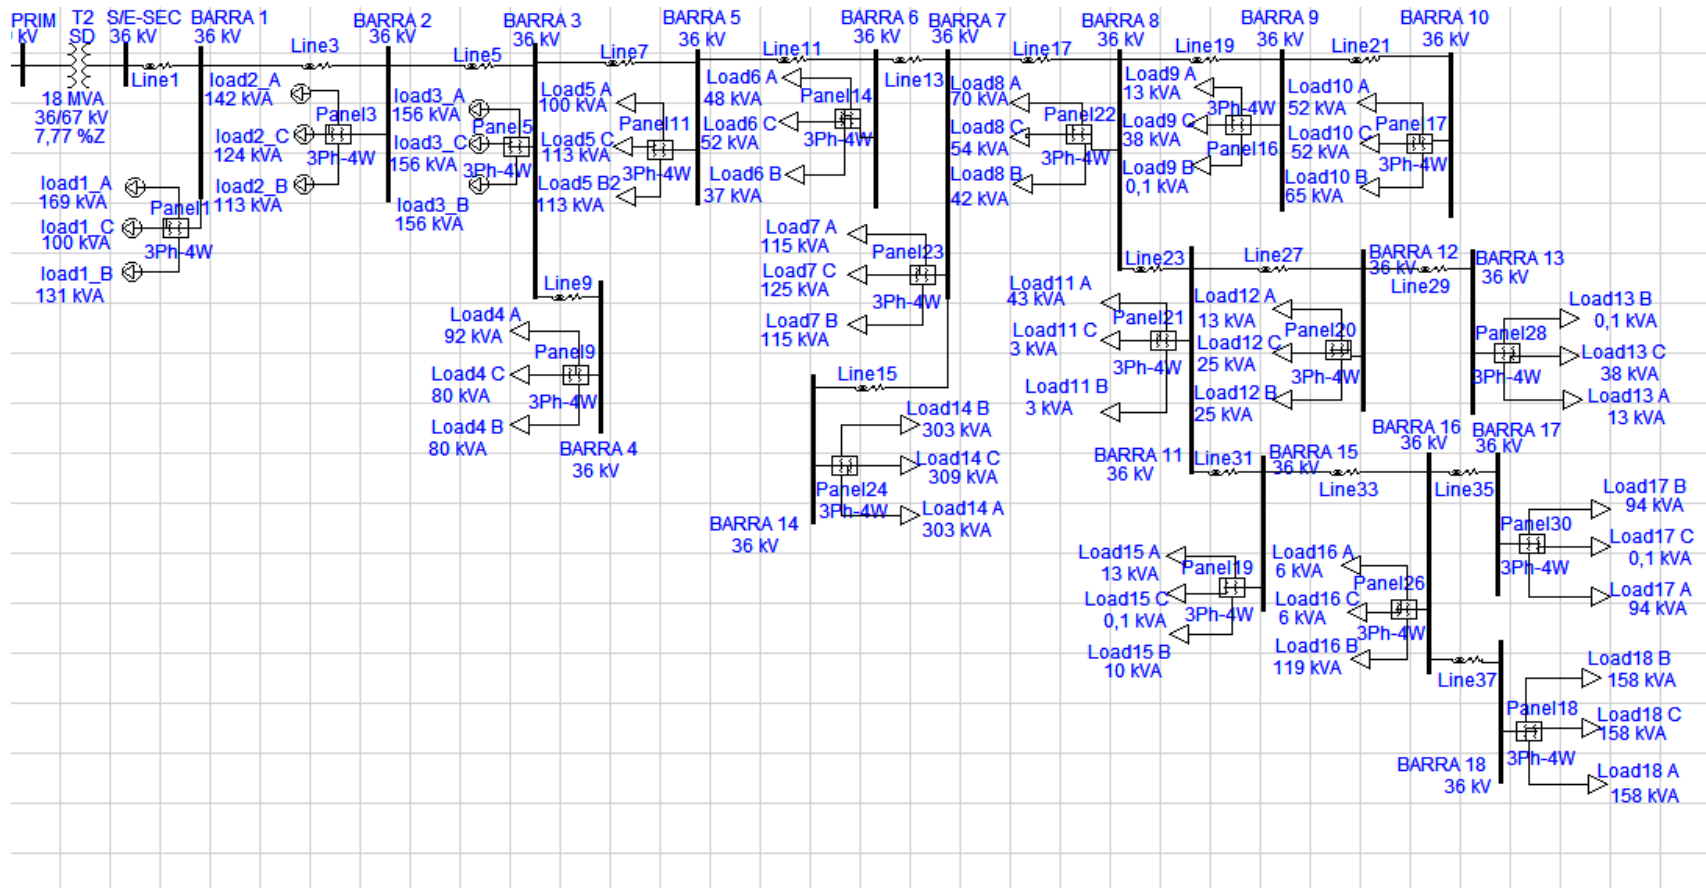 PRIM
kV
T2
SD
S/E-SEC
36 kV
BARRA 1
36 kV
BARRA 2
36 kV
BARRA 3
36 kV
BARRA 5
36 kV
BARRA 6
36 kV
BARRA 7
36 kV
BARRA 8
36 kV
BARRA 9
36 kV
BARRA 10
36 kV
Line1
Line3
Line5
Line7
Line11
Line13
Line17
Line19
Line21
18 MVA
36/67 kV
7,77 %Z
load1_A
169 kVA
load1_C
100 kVA
load1_B
131 kVA
Panel1
3Ph-4W
load2_A
142 kVA
load2_C
124 kVA
load2_B
113 kVA
Panel3
3Ph-4W
load3_A
156 kVA
load3_C
156 kVA
load3_B
156 kVA
Panel5
3Ph-4W
Load5 A
100 kVA
Load5 C
113 kVA
Load5 B2
113 kVA
Panel11
3Ph-4W
Load6 A
48 kVA
Load6 C
52 kVA
Load6 B
37 kVA
Panel14
3Ph-4W
Load8 A
70 kVA
Load8 C
54 kVA
Load8 B
42 kVA
Panel22
3Ph-4W
Load9 A
13 kVA
Load9 C
38 kVA
Load9 B
0,1 kVA
3Ph-4W
Panel16
Load10 A
52 kVA
Load10 C
52 kVA
Load10 B
65 kVA
Panel17
3Ph-4W
Line9
Load4 A
92 kVA
Load4 C
80 kVA
Load4 B
80 kVA
Panel9
3Ph-4W
BARRA 4
36 kV
Load7 A
115 kVA
Load7 C
125 kVA
Load7 B
115 kVA
Panel23
3Ph-4W
Line15
Load14 B
303 kVA
Load14 C
309 kVA
Load14 A
303 kVA
Panel24
3Ph-4W
BARRA 14
36 kV
Line23
Line27
BARRA 12
36 kV
Line29
BARRA 13
36 kV
Load11 A
43 kVA
Load11 C
3 kVA
Load11 B
3 kVA
Panel21
3Ph-4W
Load12 A
13 kVA
Load12 C
25 kVA
Load12 B
25 kVA
Panel20
3Ph-4W
Load13 B
0,1 kVA
Load13 C
38 kVA
Load13 A
13 kVA
Panel28
3Ph-4W
BARRA 11
36 kV
Line31
BARRA 15
36 kV
Line33
BARRA 16
36 kV
Line35
BARRA 17
36 kV
Load15 A
13 kVA
Load15 C
0,1 kVA
Load15 B
10 kVA
Panel19
3Ph-4W
Load16 A
6 kVA
Load16 C
6 kVA
Load16 B
119 kVA
Panel26
3Ph-4W
Load17 B
94 kVA
Load17 C
0,1 kVA
Load17 A
94 kVA
Panel30
3Ph-4W
Line37
Load18 B
158 kVA
Load18 C
158 kVA
Load18 A
158 kVA
Panel18
3Ph-4W
BARRA 18
36 kV